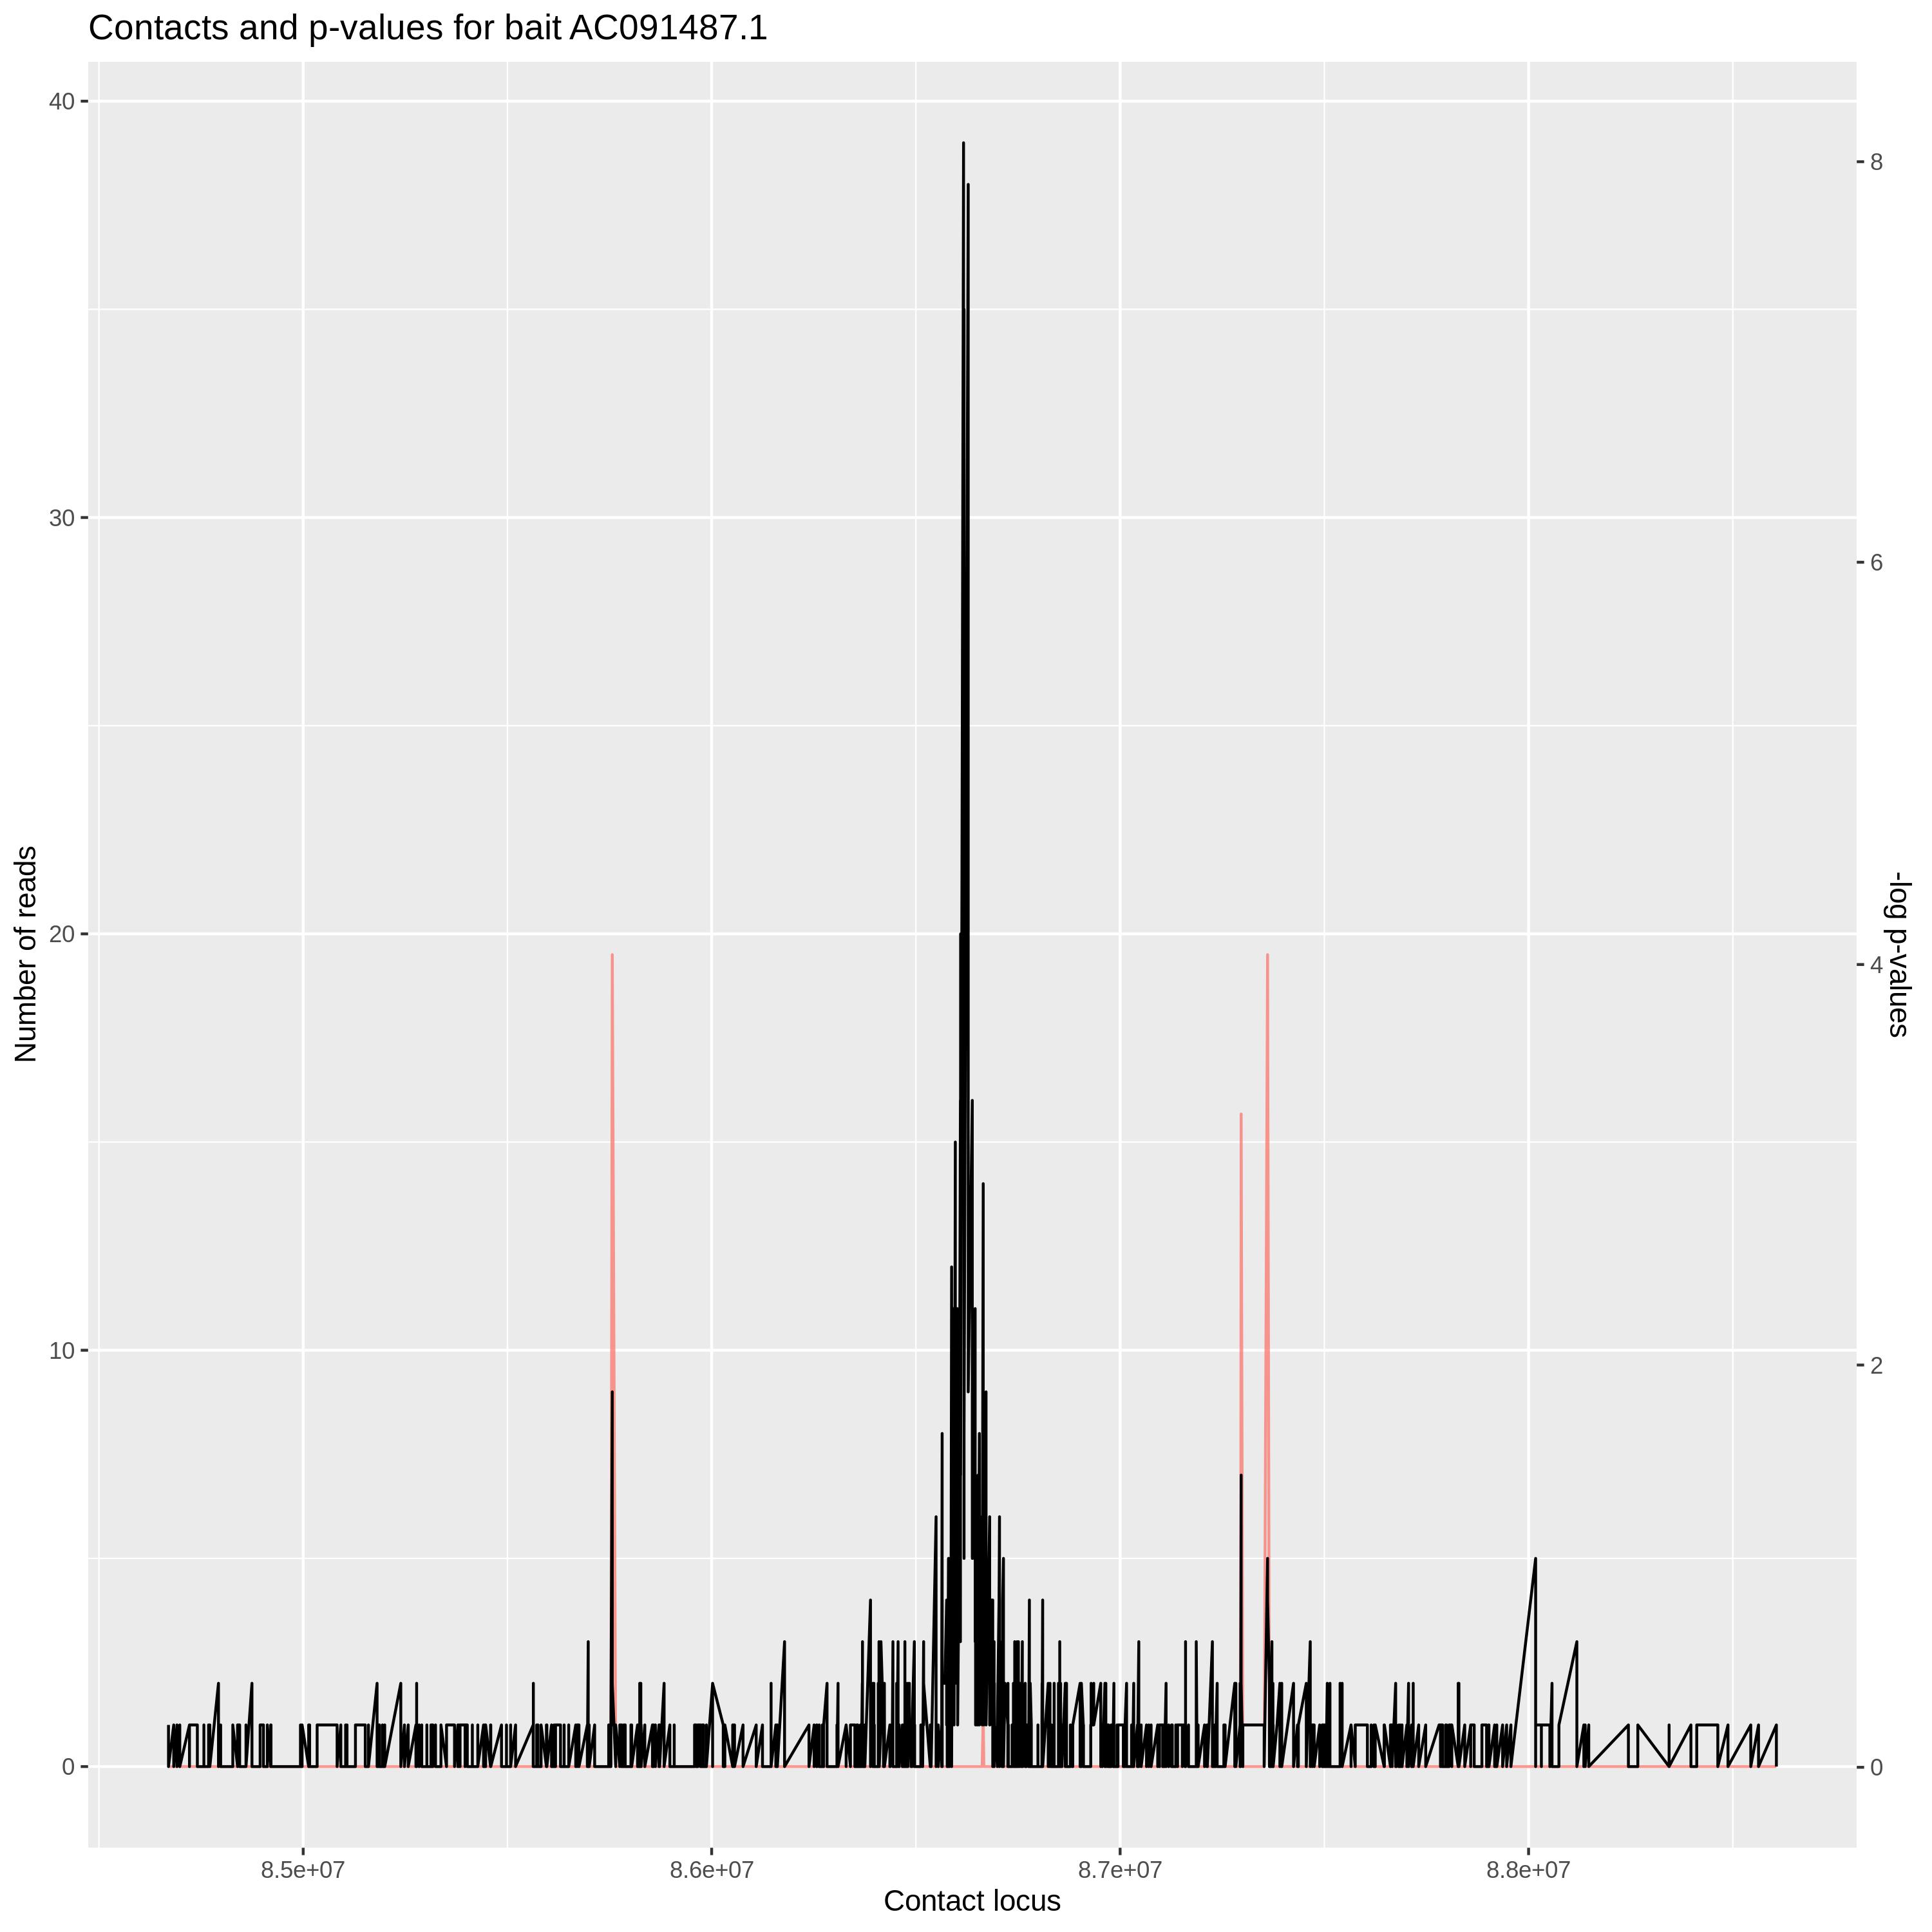 Contacts and p-values for bait AC091487.1
40
30
20
10
0
8
6
4
2
0
Number of reads
-log p-values
8.5e+07
8.6e+07
8.7e+07
8.8e+07
Contact locus